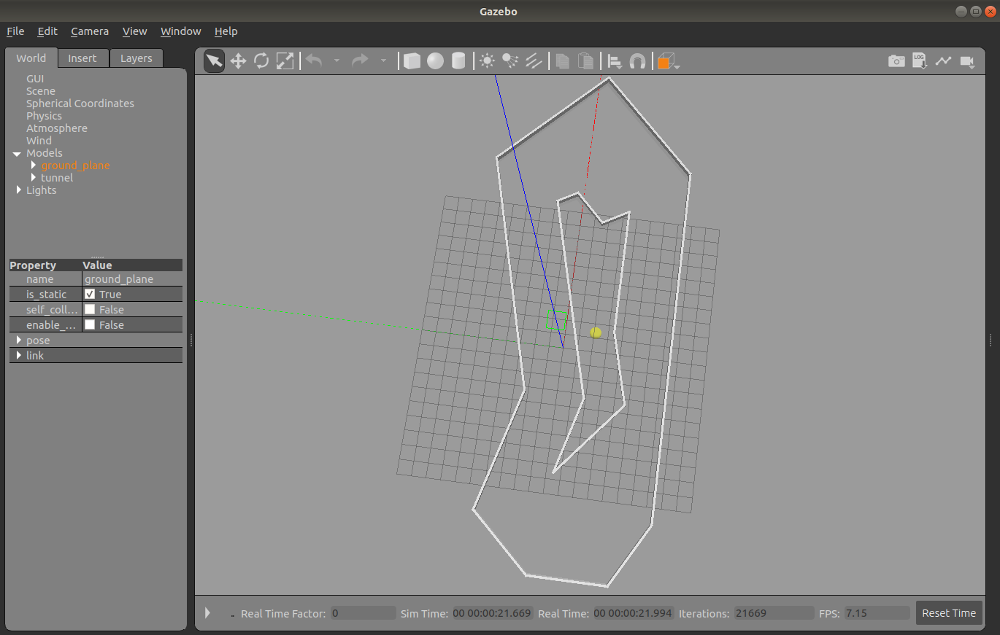 Gazebo
File Edit Camera View Window Help
World Insert Layers
LOG
GUI
Scene
Spherical Coordinates
Physics
Atmosphere
Wind
Models
ground_plane
tunnel
Lights
Property Value
name ground_plane
is_static True
self_coll... False
enable_... False
pose
link
Real Time Factor: 0 Sim Time: 00 00:00:21.669 Real Time: 00 00:00:21.994 Iterations: 21669 FPS: 7.15 Reset Time